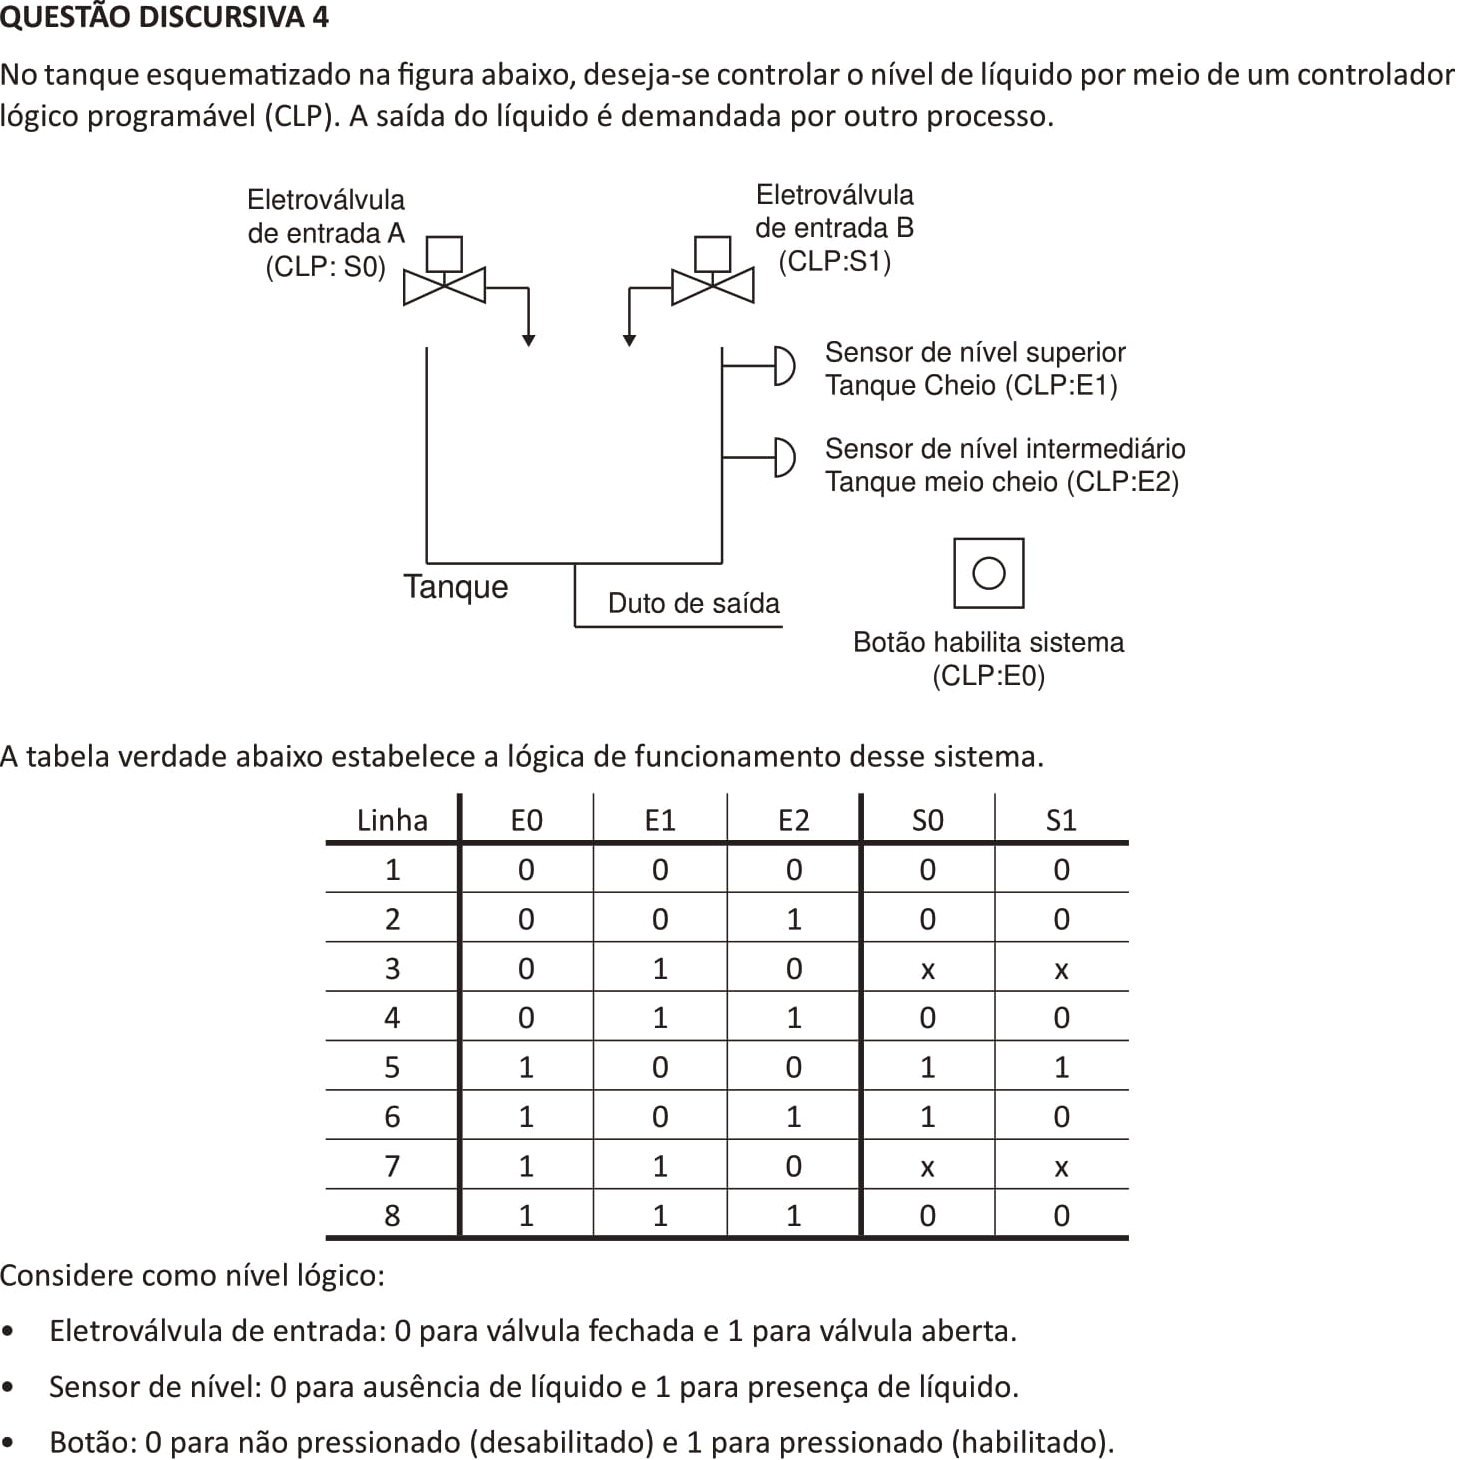 QUESTÃO DISCURSIVA 4
No tanque esquematizado na figura abaixo, deseja-se controlar o nível de líquido por meio de um controlador
lógico programável (CLP). A saída do líquido é demandada por outro processo.
Eletroválvula
de entrada A
(CLP: S0)
Eletroválvula
de entrada B
(CLP:S1)
Sensor de nível superior
Tanque Cheio (CLP:E1)
Sensor de nível intermediário
Tanque meio cheio (CLP:E2)
Tanque
Duto de saída
Botão habilita sistema
(CLP:E0)
A tabela verdade abaixo estabelece a lógica de funcionamento desse sistema.
Linha E0 E1 E2 S0 S1
1 0 0 0 0 0
2 0 0 1 0 0
3 0 1 0 x x
4 0 1 1 0 0
5 1 0 0 1 1
6 1 0 1 1 0
7 1 1 0 x x
8 1 1 1 0 0
Considere como nível lógico:
• Eletroválvula de entrada: 0 para válvula fechada e 1 para válvula aberta.
• Sensor de nível: 0 para ausência de líquido e 1 para presença de líquido.
• Botão: 0 para não pressionado (desabilitado) e 1 para pressionado (habilitado).